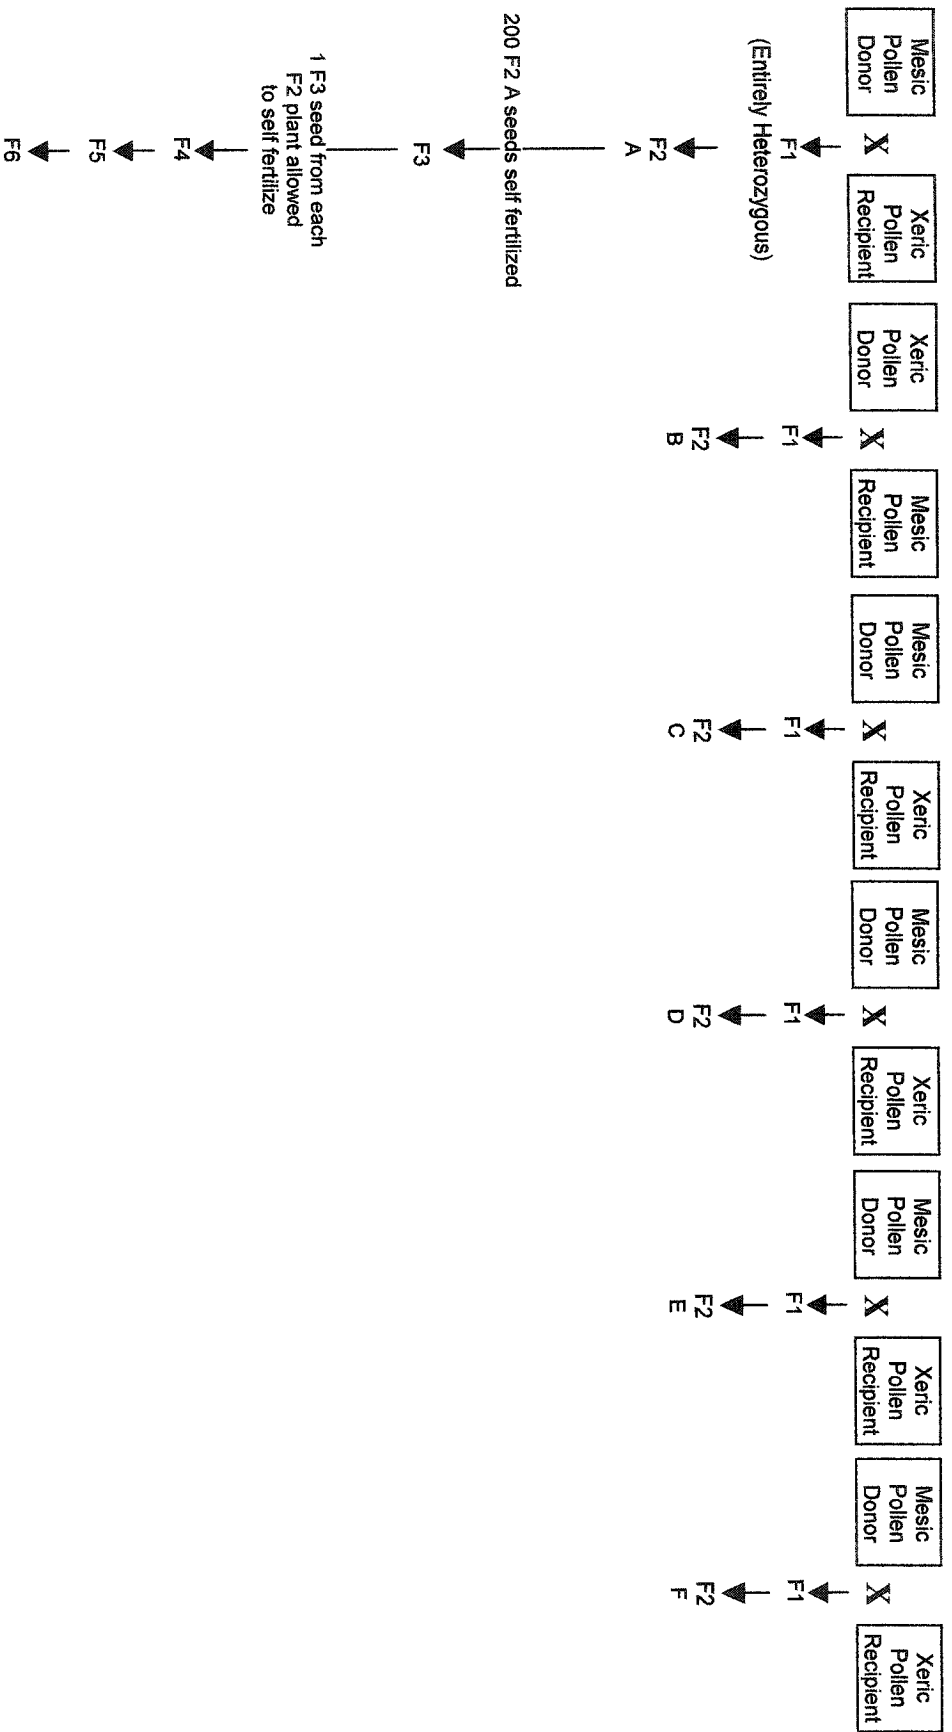 Mesic
Pollen
Donor
X
Xeric
Pollen
Recipient
F1
(Entirely Heterozygous)
F2
A
200 F2 A seeds self fertilized
F3
1 F3 seed from each
F2 plant allowed
to self fertilize
F4
F5
F6
Xeric
Pollen
Donor
X
Mesic
Pollen
Recipient
F1
F2
B
Mesic
Pollen
Donor
X
Xeric
Pollen
Recipient
F1
F2
C
Mesic
Pollen
Donor
X
Xeric
Pollen
Recipient
F1
F2
D
Mesic
Pollen
Donor
X
Xeric
Pollen
Recipient
F1
F2
E
Mesic
Pollen
Donor
X
Xeric
Pollen
Recipient
F1
F2
F